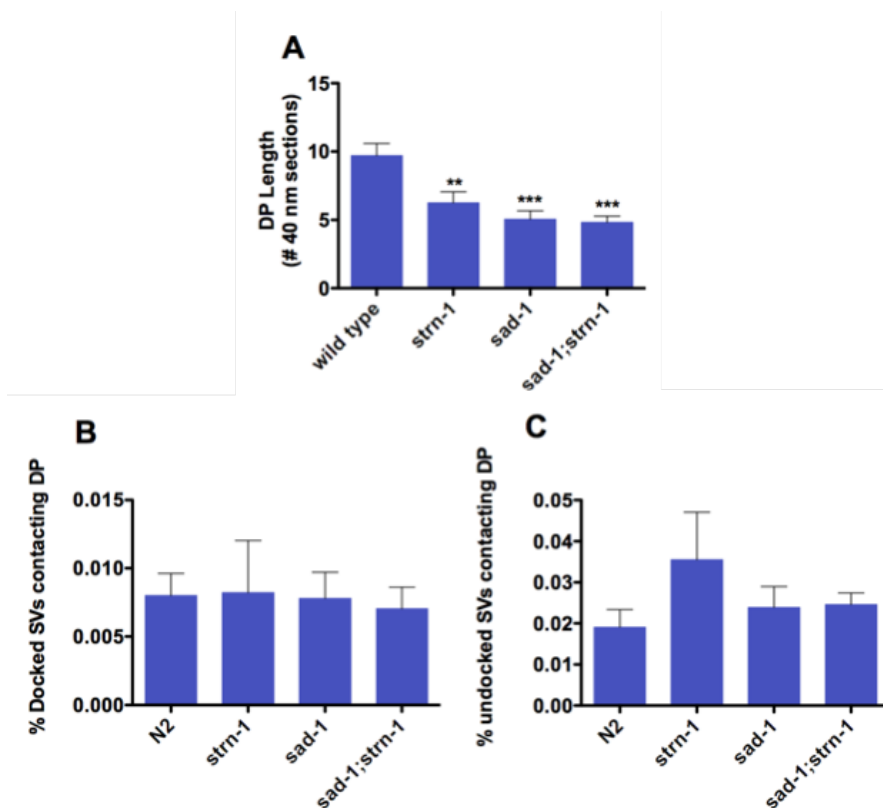 A
DP Length
(# 40 nm sections)
15
10
5
0
**
***
***
wild type
strn-1
sad-1
sad-1;strn-1
B
% Docked SVs contacting DP
0.015
0.010
0.005
0.000
N2
strn-1
sad-1
sad-1;strn-1
C
% undocked SVs contacting DP
0.05
0.04
0.03
0.02
0.01
0.00
N2
strn-1
sad-1
sad-1;strn-1